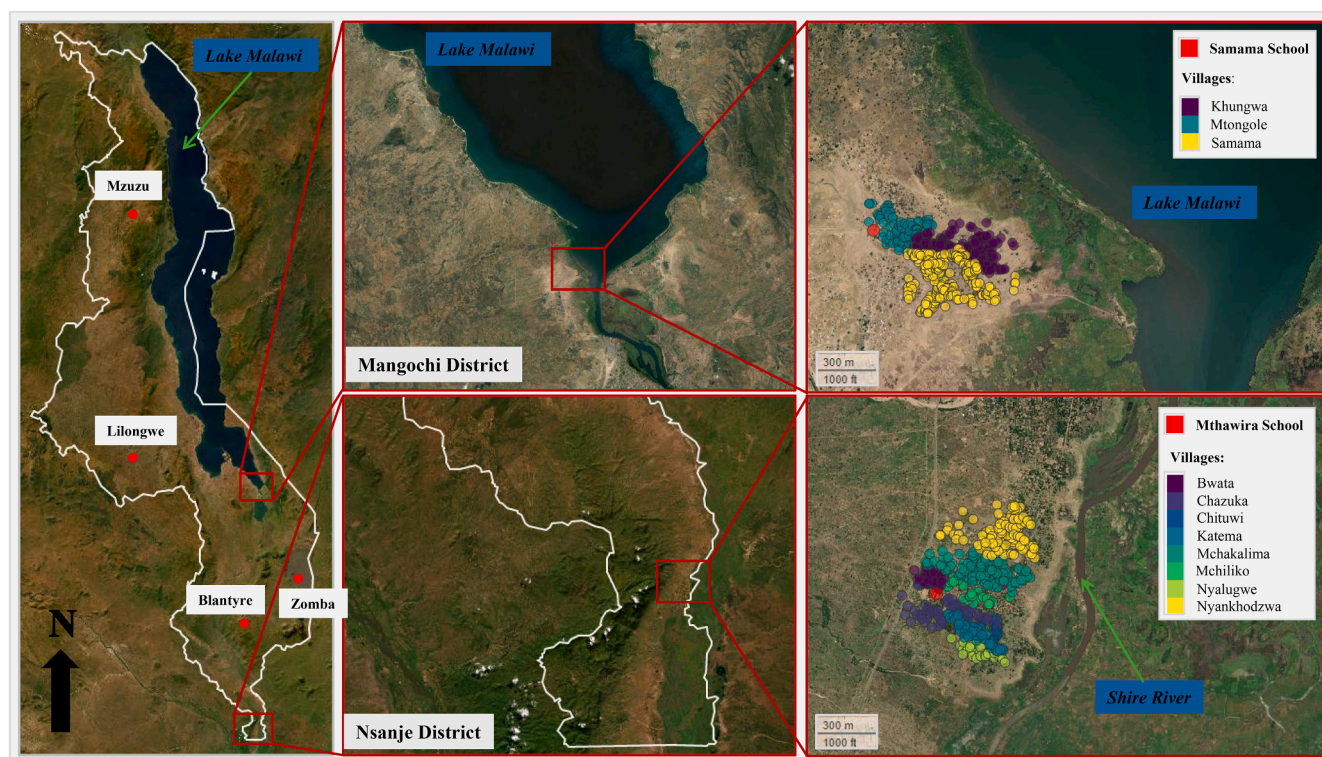 Lake Malawi
Mzuzu
Lilongwe
Blantyre
Zomba
N
Lake Malawi
Mangochi District
Nsanje District
Samama School
Villages:
Khungwa
Mtongole
Samama
Lake Malawi
300 m
1000 ft
Mthawira School
Villages:
Bwata
Chazuka
Chituwi
Katema
Mchakalima
Mchiliko
Nyalugwe
Nyankhodzwa
Shire River
300 m
1000 ft